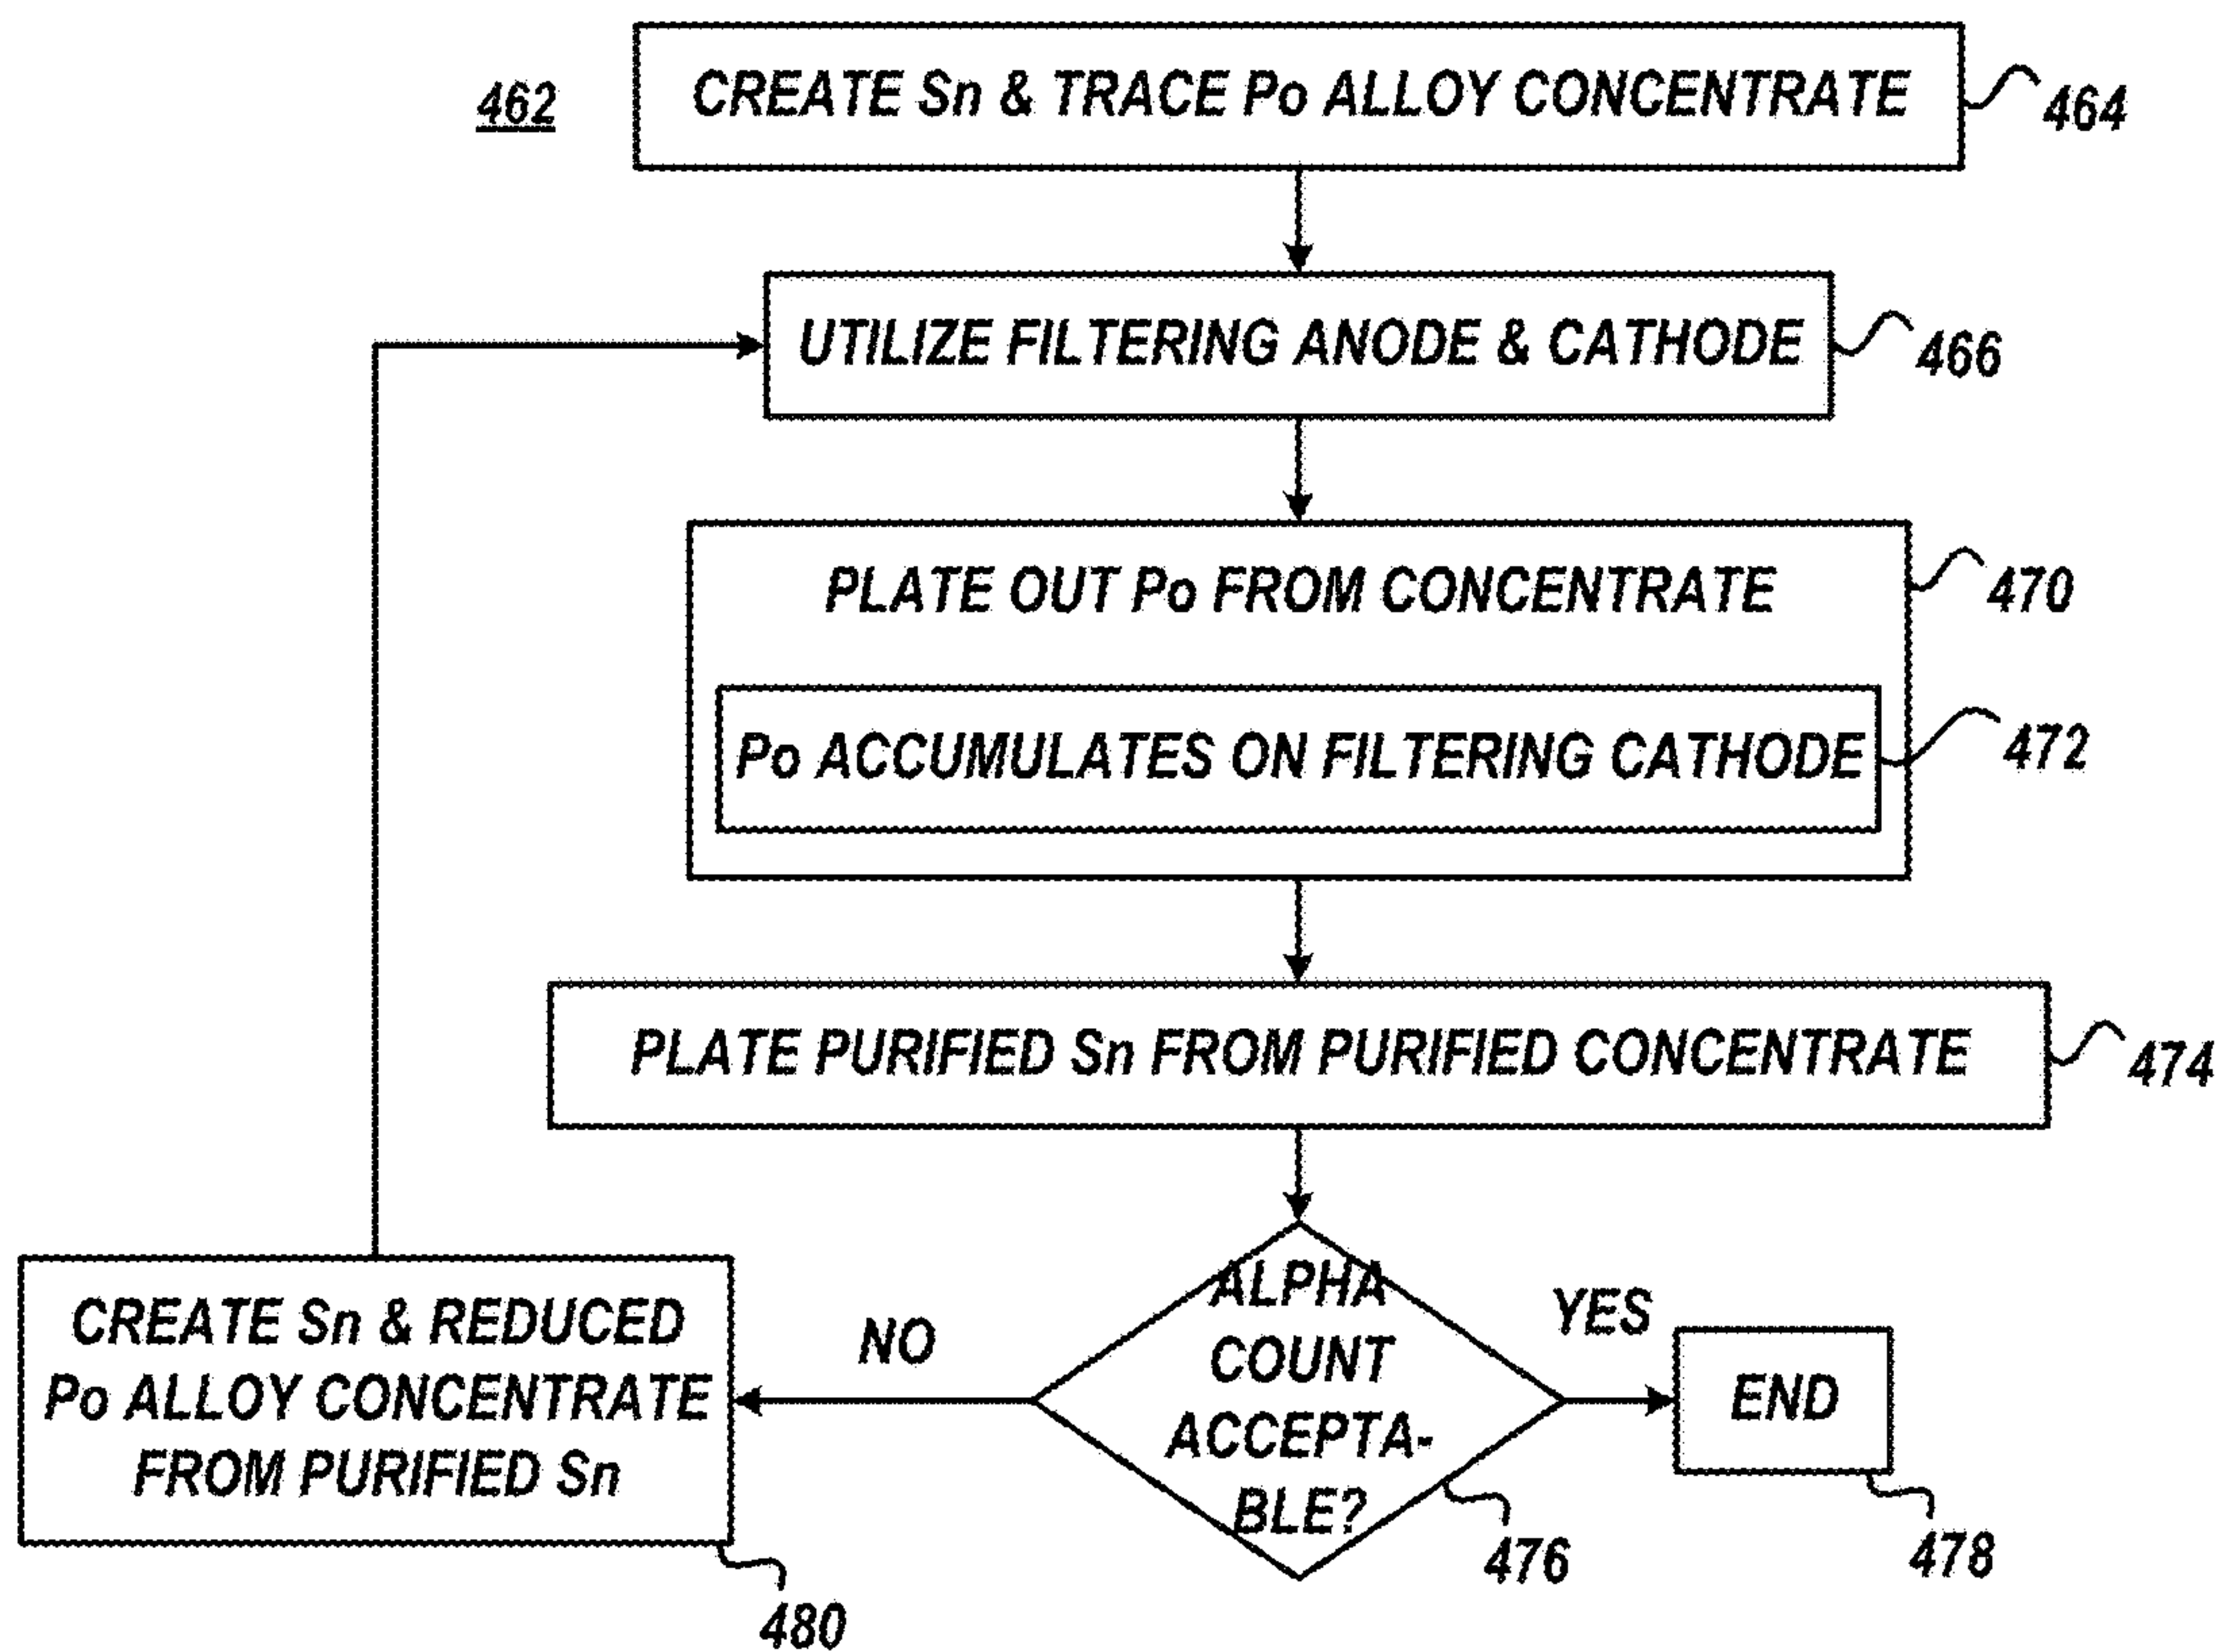 462
CREATE Sn & TRACE Po ALLOY CONCENTRATE
464
UTILIZE FILTERING ANODE & CATHODE
466
PLATE OUT Po FROM CONCENTRATE
470
Po ACCUMULATES ON FILTERING CATHODE
472
PLATE PURIFIED Sn FROM PURIFIED CONCENTRATE
474
ALPHA
COUNT
ACCEPTA-
BLE?
476
YES
END
478
NO
CREATE Sn & REDUCED
Po ALLOY CONCENTRATE
FROM PURIFIED Sn
480